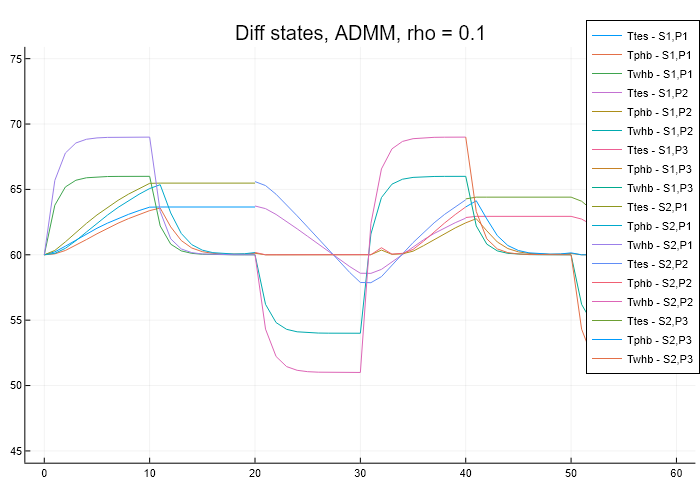 Diff states, ADMM, rho = 0.1
75
70
65
60
55
50
45
0
10
20
30
40
50
60
Ttes - S1,P1
Tphb - S1,P1
Twhb - S1,P1
Ttes - S1,P2
Tphb - S1,P2
Twhb - S1,P2
Ttes - S1,P3
Tphb - S1,P3
Twhb - S1,P3
Ttes - S2,P1
Tphb - S2,P1
Twhb - S2,P1
Ttes - S2,P2
Tphb - S2,P2
Twhb - S2,P2
Ttes - S2,P3
Tphb - S2,P3
Twhb - S2,P3